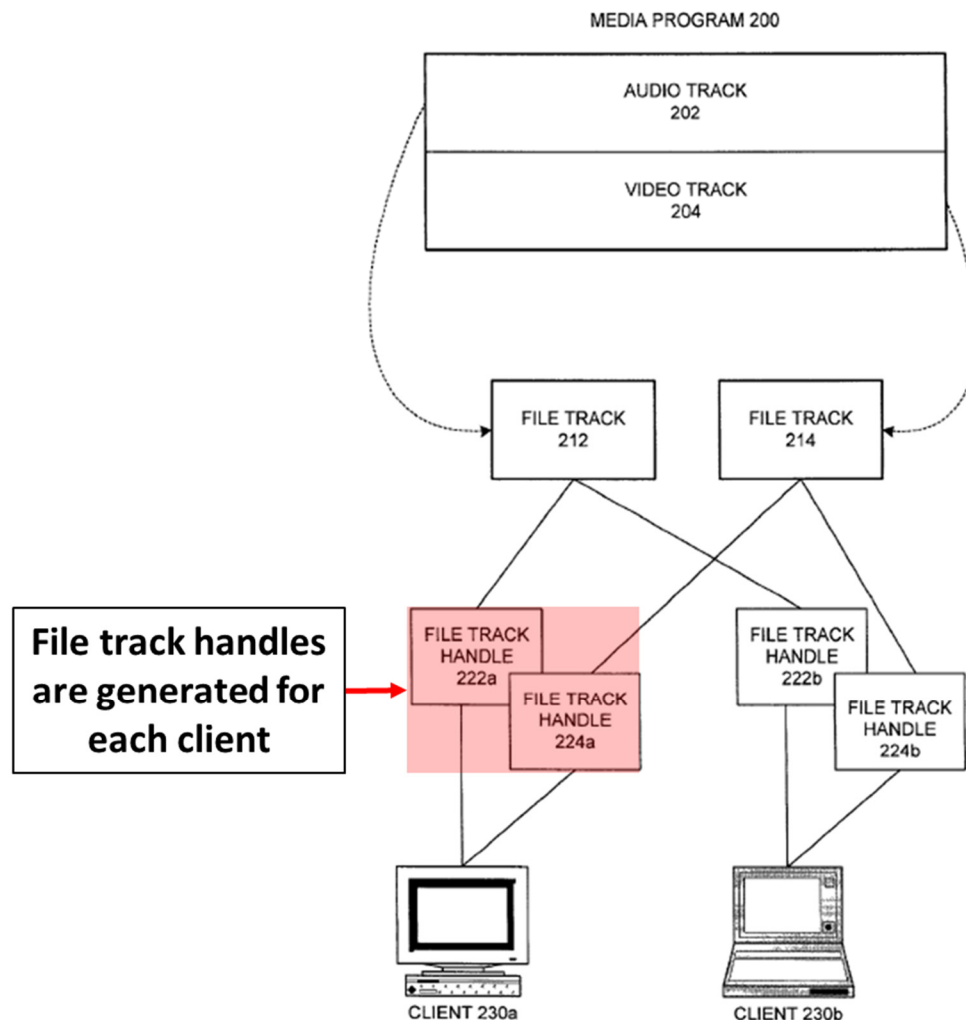 MEDIA PROGRAM 200
AUDIO TRACK
202
VIDEO TRACK
204
FILE TRACK
212
FILE TRACK
214
File track handles
are generated for
each client
FILE TRACK
HANDLE
222a
FILE TRACK
HANDLE
224a
FILE TRACK
HANDLE
222b
FILE TRACK
HANDLE
224b
CLIENT 230a
CLIENT 230b